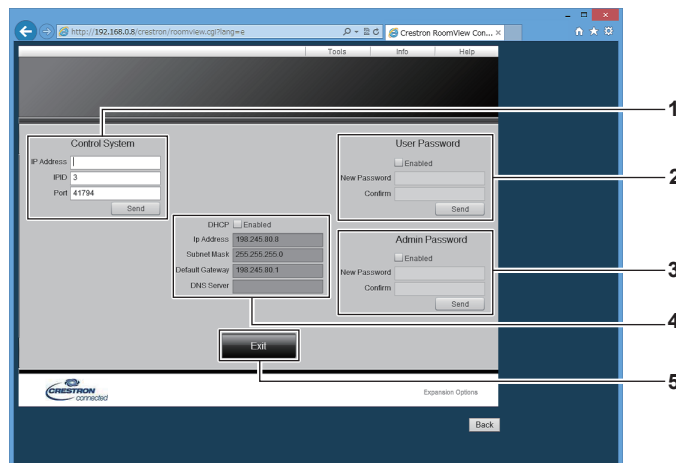 http://192.168.0.8/crestron/roomview.cgi?lang=e
Crestron RoomView Con... ×
Tools Info Help
1
Control System
IP Address
IPID 3
Port 41794
Send
User Password
Enabled
New Password
Confirm
Send
2
DHCP Enabled
Ip Address 198.245.80.8
Subnet Mask 255.255.255.0
Default Gateway 198.245.80.1
DNS Server
Admin Password
Enabled
New Password
Confirm
Send
3
4
Exit
5
CRESTRON
connected
Expansion Options
Back